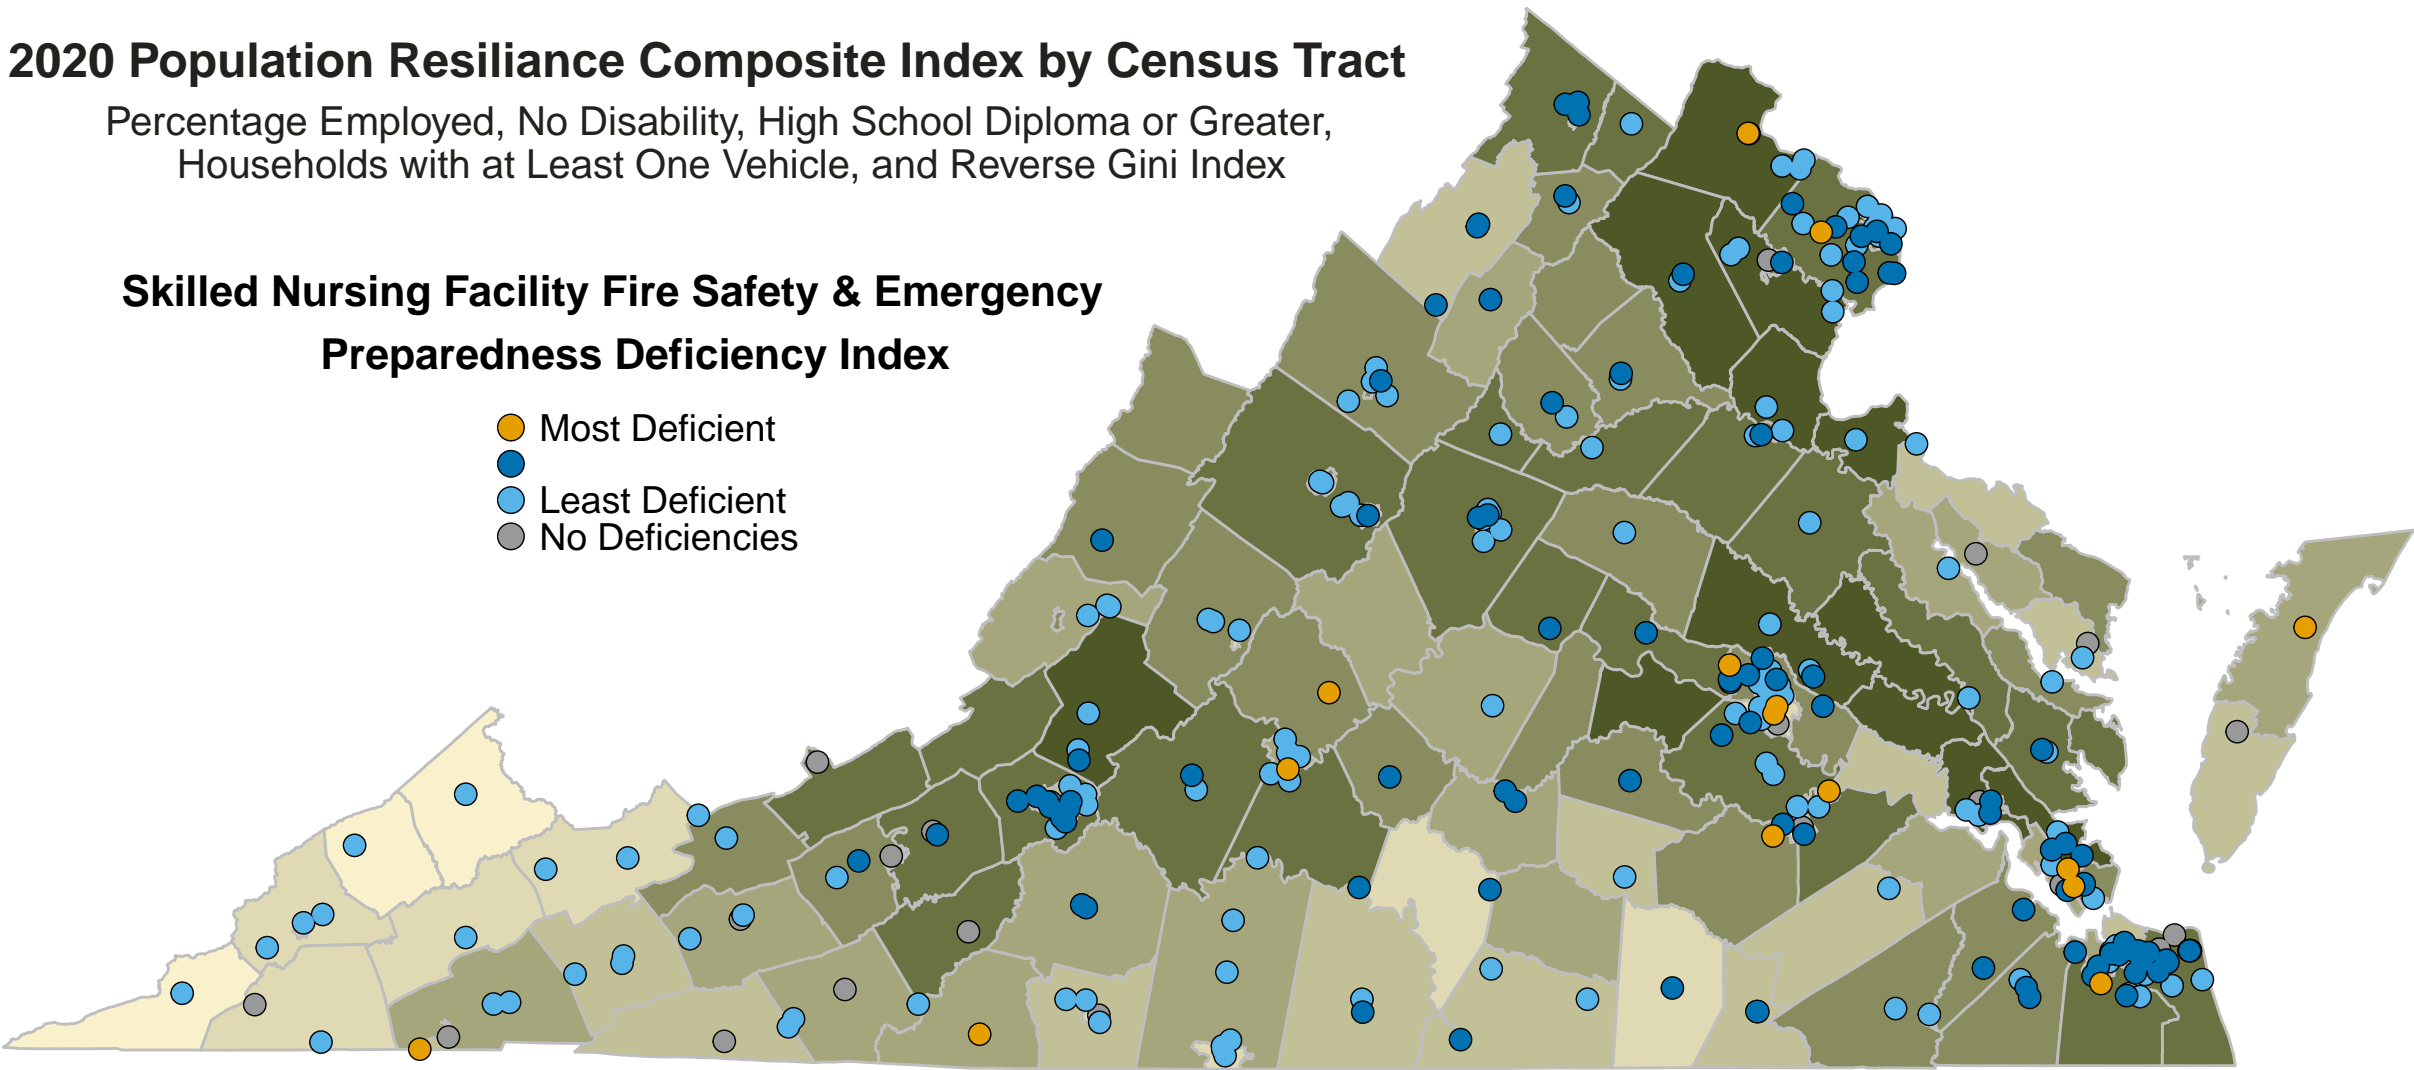 2020 Population Resiliance Composite Index by Census Tract
Percentage Employed, No Disability, High School Diploma or Greater,
Households with at Least One Vehicle, and Reverse Gini Index
Skilled Nursing Facility Fire Safety & Emergency
Preparedness Deficiency Index
Most Deficient
Least Deficient
No Deficiencies